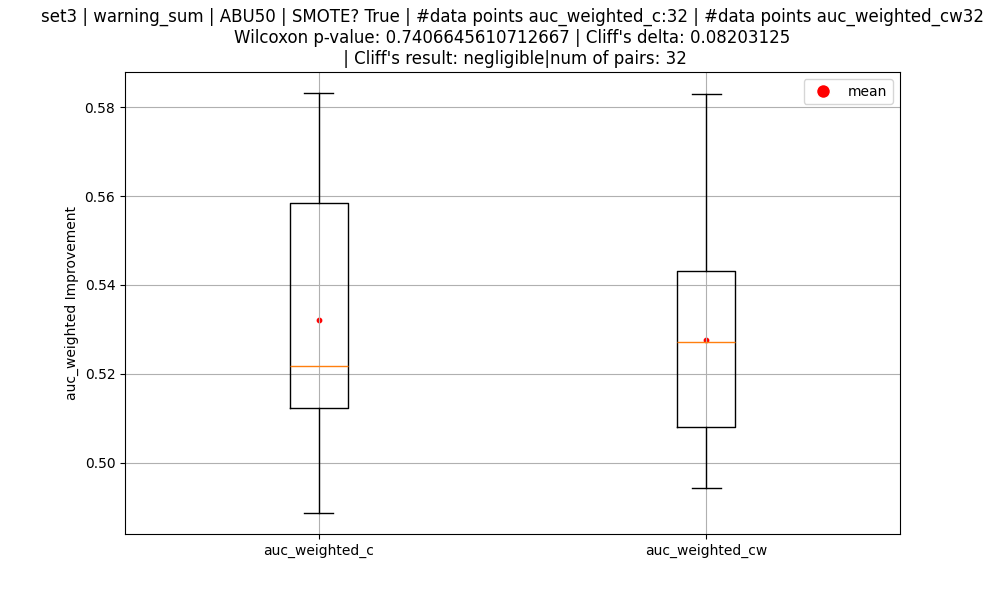 set3 | warning_sum | ABU50 | SMOTE? True | #data points auc_weighted_c:32 | #data points auc_weighted_cw32
Wilcoxon p-value: 0.7406645610712667 | Cliff's delta: 0.08203125
| Cliff's result: negligible|num of pairs: 32
mean
auc_weighted Improvement
0.58
0.56
0.54
0.52
0.50
auc_weighted_c
auc_weighted_cw